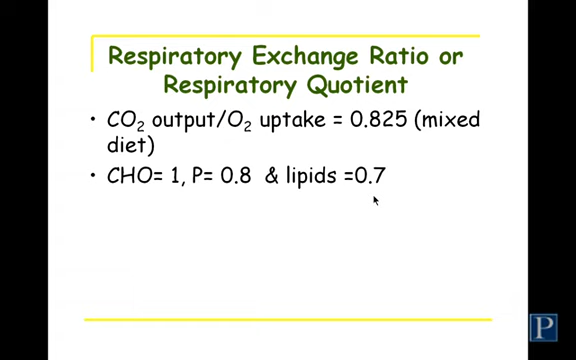 Respiratory Exchange Ratio or
Respiratory Quotient
• CO₂ output/O₂ uptake = 0.825 (mixed
diet)
• CHO= 1, P= 0.8 & lipids =0.7
P